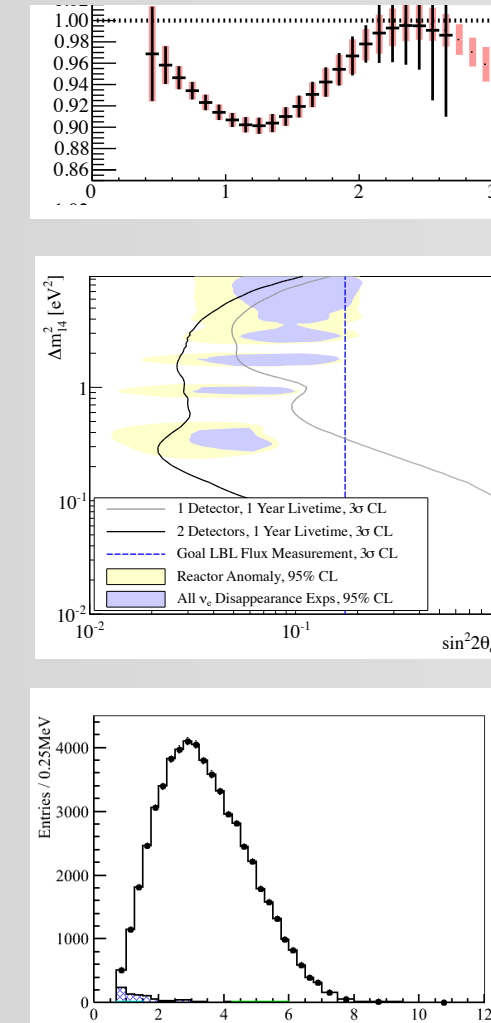 1.00
0.98
0.96
0.94
0.92
0.90
0.88
0.86
0 1 2
Δm²₁₄ [eV²]
1
10⁻¹
10⁻²
1 Detector, 1 Year Livetime, 3σ CL
2 Detectors, 1 Year Livetime, 3σ CL
Goal LBL Flux Measurement, 3σ CL
Reactor Anomaly, 95% CL
All νₑ Disappearance Exps, 95% CL
10⁻² 10⁻¹
sin²2θ
Entries / 0.25MeV
4000
3000
2000
1000
0
0 2 4 6 8 10 12